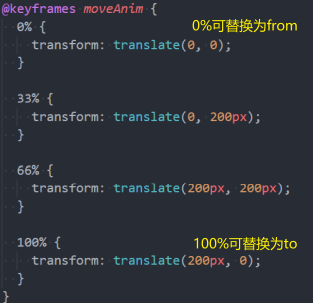 @keyframes moveAnim {
0% {
0%可替换为from
transform: translate(0, 0);
}
33% {
transform: translate(0, 200px);
}
66% {
transform: translate(200px, 200px);
}
100% {
100%可替换为to
transform: translate(200px, 0);
}
}